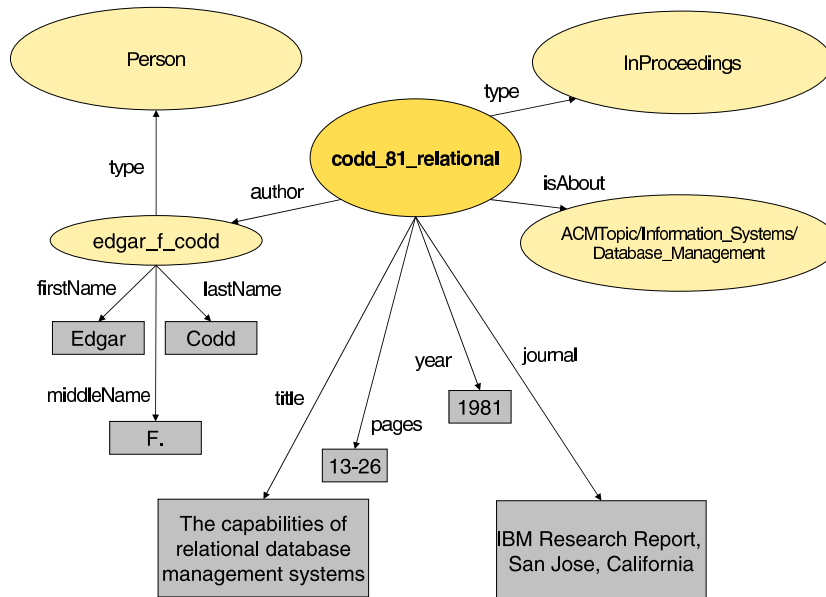 Person
InProceedings
type
codd_81_relational
type
isAbout
author
edgar_f_codd
ACMTopic/Information_Systems/
Database_Management
firstName
lastName
Edgar
Codd
year
journal
middleName
title
1981
pages
F.
13-26
The capabilities of
relational database
management systems
IBM Research Report,
San Jose, California